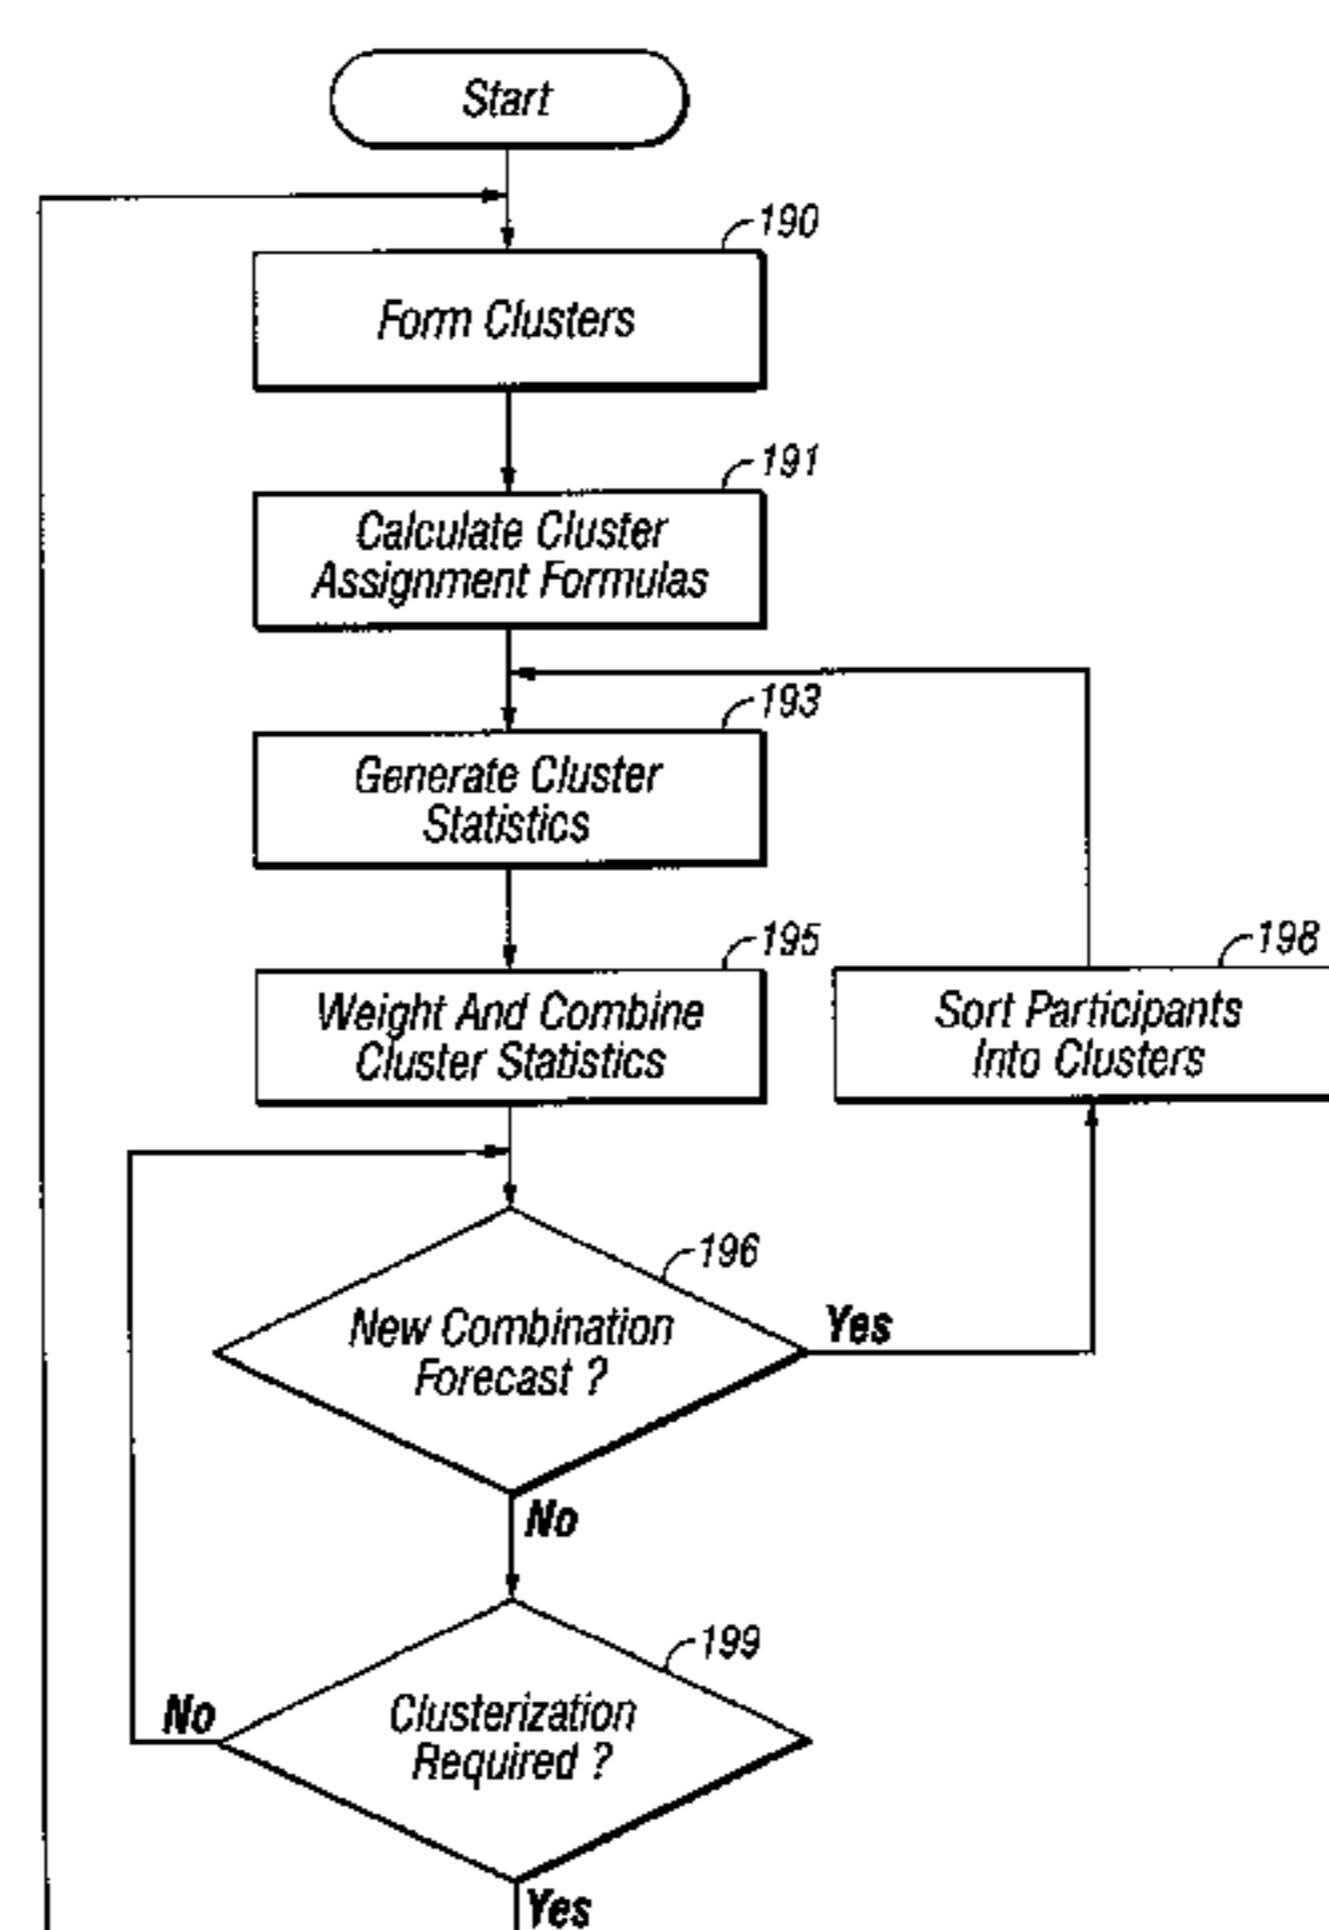 Start
190
Form Clusters
191
Calculate Cluster
Assignment Formulas
193
Generate Cluster
Statistics
195
Weight And Combine
Cluster Statistics
198
Sort Participants
Into Clusters
196
New Combination
Forecast ?
Yes
No
199
Clusterization
Required ?
No
Yes